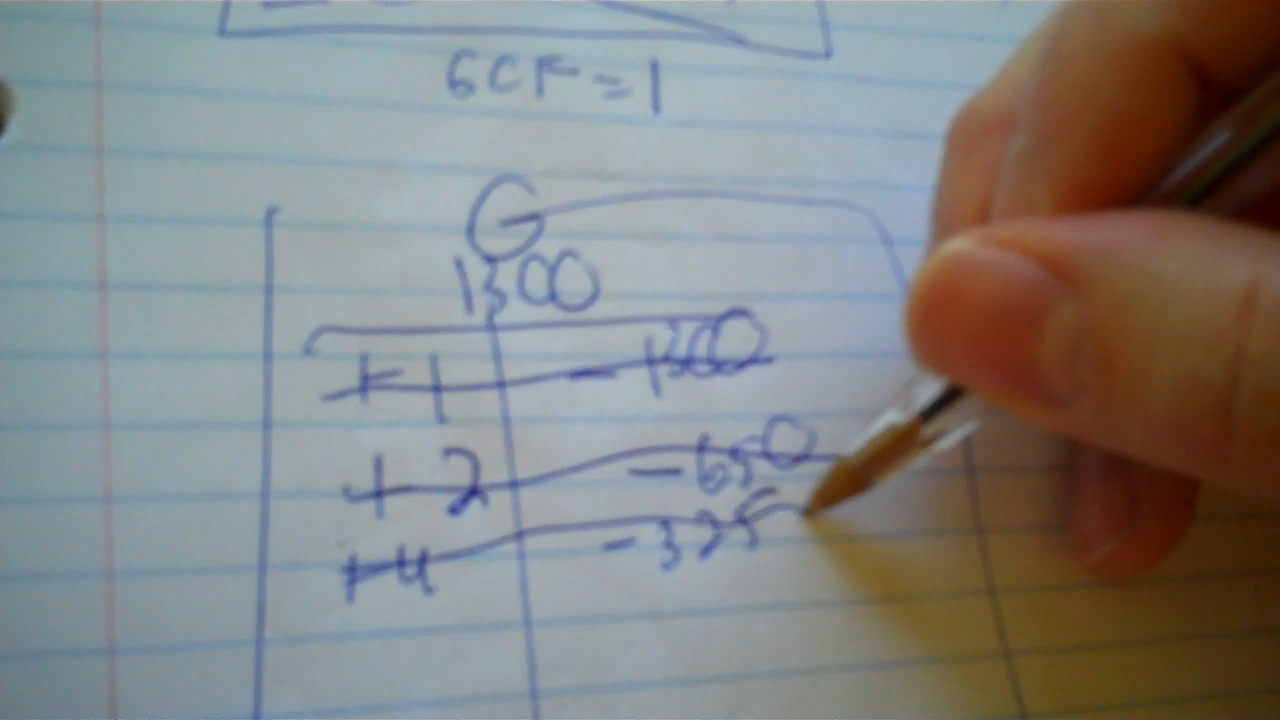 GCF = 1
G
1300
+ 1 - 1300
+ 2 - 650
+ 4 - 325